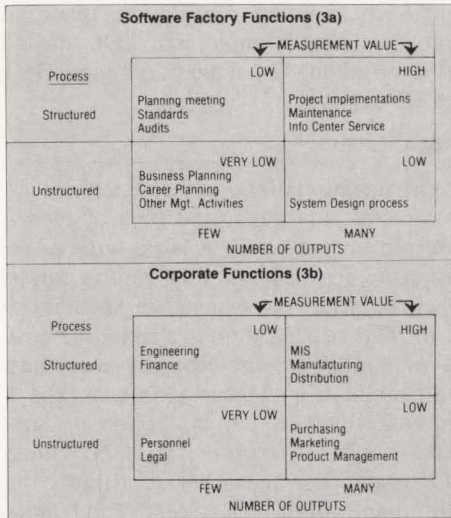 Software Factory Functions (3a)
MEASUREMENT VALUE
Process
LOW
HIGH
Structured
Planning meeting
Standards
Audits
Project implementations
Maintenance
Info Center Service
VERY LOW
LOW
Unstructured
Business Planning
Career Planning
Other Mgt. Activities
System Design process
FEW
MANY
NUMBER OF OUTPUTS
Corporate Functions (3b)
MEASUREMENT VALUE
Process
LOW
HIGH
Structured
Engineering
Finance
MIS
Manufacturing
Distribution
VERY LOW
LOW
Unstructured
Personnel
Legal
Purchasing
Marketing
Product Management
FEW
MANY
NUMBER OF OUTPUTS